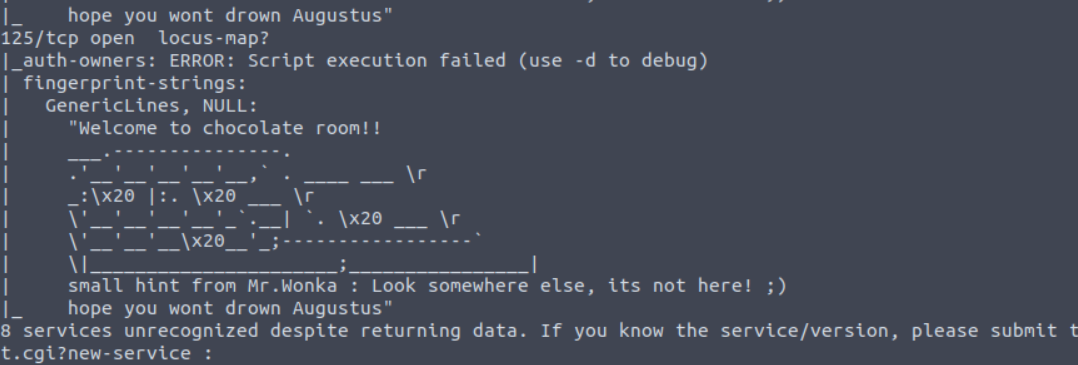 |_    hope you wont drown Augustus"
125/tcp open  locus-map?
|_auth-owners: ERROR: Script execution failed (use -d to debug)
| fingerprint-strings:
|   GenericLines, NULL:
|     "Welcome to chocolate room!!
|     ___.---------------.
|     .'__'__'__'__'__,` . ____ ___ \r
|     _:\x20 |:. \x20 ___ \r
|     \'__'__'__'__'_`.__| `. \x20 ___ \r
|     \'__'__'__\x20__'_;-----------------`
|     \|______________________;________________|
|     small hint from Mr.Wonka : Look somewhere else, its not here! ;)
|_    hope you wont drown Augustus"
8 services unrecognized despite returning data. If you know the service/version, please submit t
t.cgi?new-service :